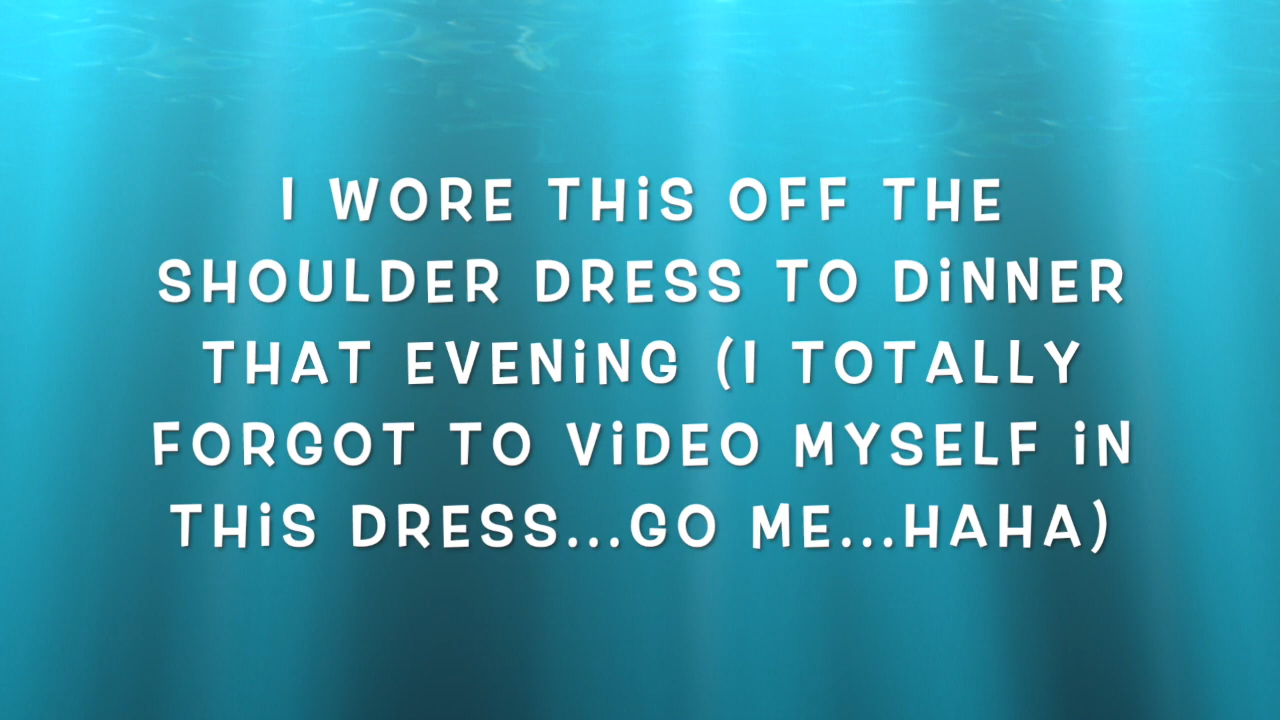 I WORE THiS OFF THE
SHOULDER DRESS TO DiNNER
THAT EVENiNG (I TOTALLY
FORGOT TO ViDEO MYSELF iN
THiS DRESS...GO ME...HAHA)